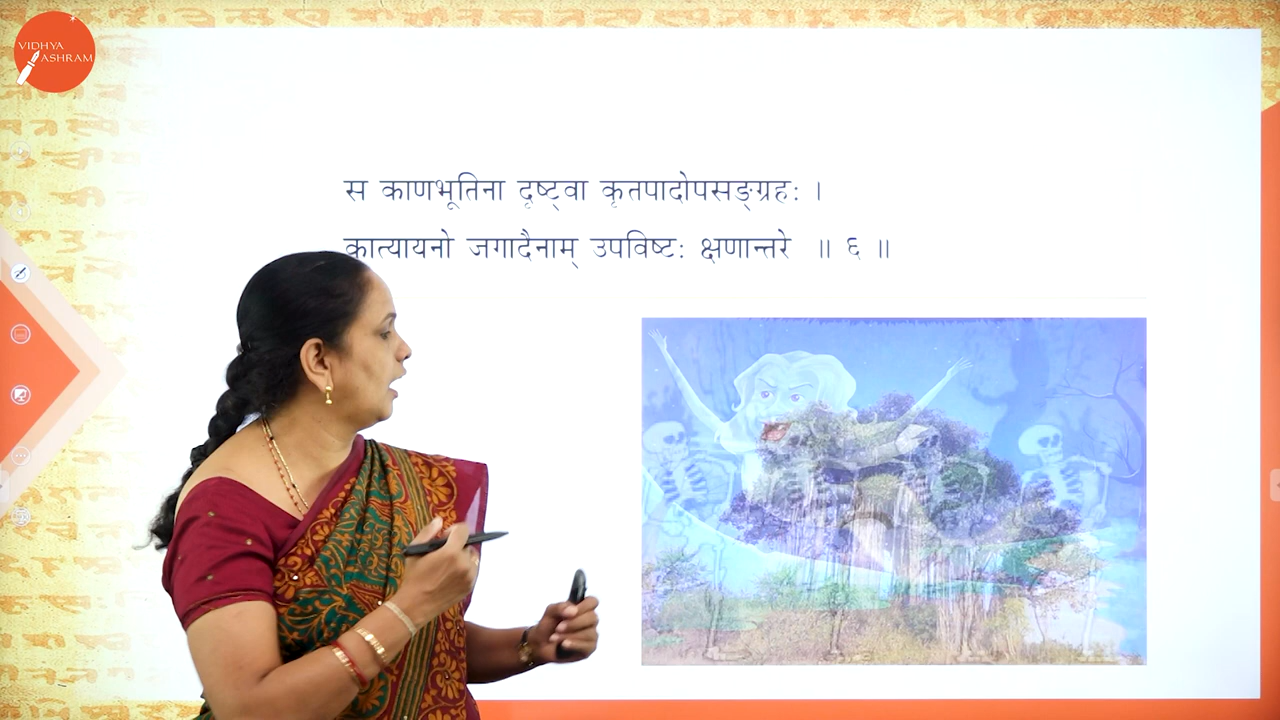 VIDHYA
ASHRAM
स काणभूतिना दृष्ट्वा कृतपादोपसङ्ग्रहः ।
कात्यायनो जगादैनाम् उपविष्टः क्षणान्तरे ॥ ६ ॥